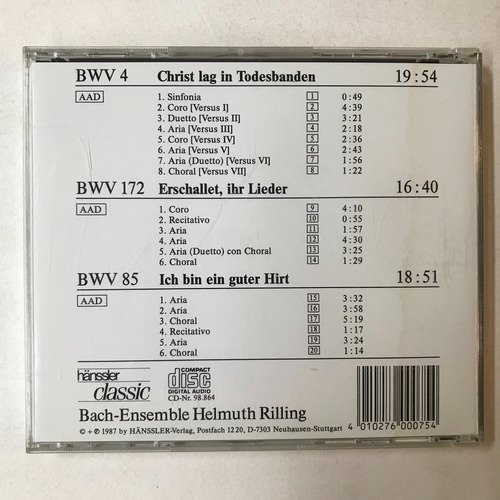 BWV 4 Christ lag in Todesbanden 19:54
AAD 1. Sinfonia 1 0:49
2. Coro [Versus I] 2 4:39
3. Duetto [Versus II] 3 3:21
4. Aria [Versus III] 4 2:18
5. Coro [Versus IV] 5 2:36
6. Aria [Versus V] 6 2:43
7. Aria (Duetto) [Versus VI] 7 1:56
8. Choral [Versus VII] 8 1:22
BWV 172 Erschallet, ihr Lieder 16:40
AAD 1. Coro 9 4:10
2. Recitativo 10 0:55
3. Aria 11 1:57
4. Aria 12 4:30
5. Aria (Duetto) con Choral 13 3:25
6. Choral 14 1:29
BWV 85 Ich bin ein guter Hirt 18:51
AAD 1. Aria 15 3:32
2. Aria 16 3:58
3. Choral 17 5:19
4. Recitativo 18 1:17
5. Aria 19 3:24
6. Choral 20 1:14
hänssler
classic
COMPACT
disc
DIGITAL AUDIO
CD-Nr. 98.864
Bach-Ensemble Helmuth Rilling
© + ℗ 1987 by HÄNSSLER-Verlag, Postfach 1220, D-7303 Neuhausen-Stuttgart
4 010276 000754